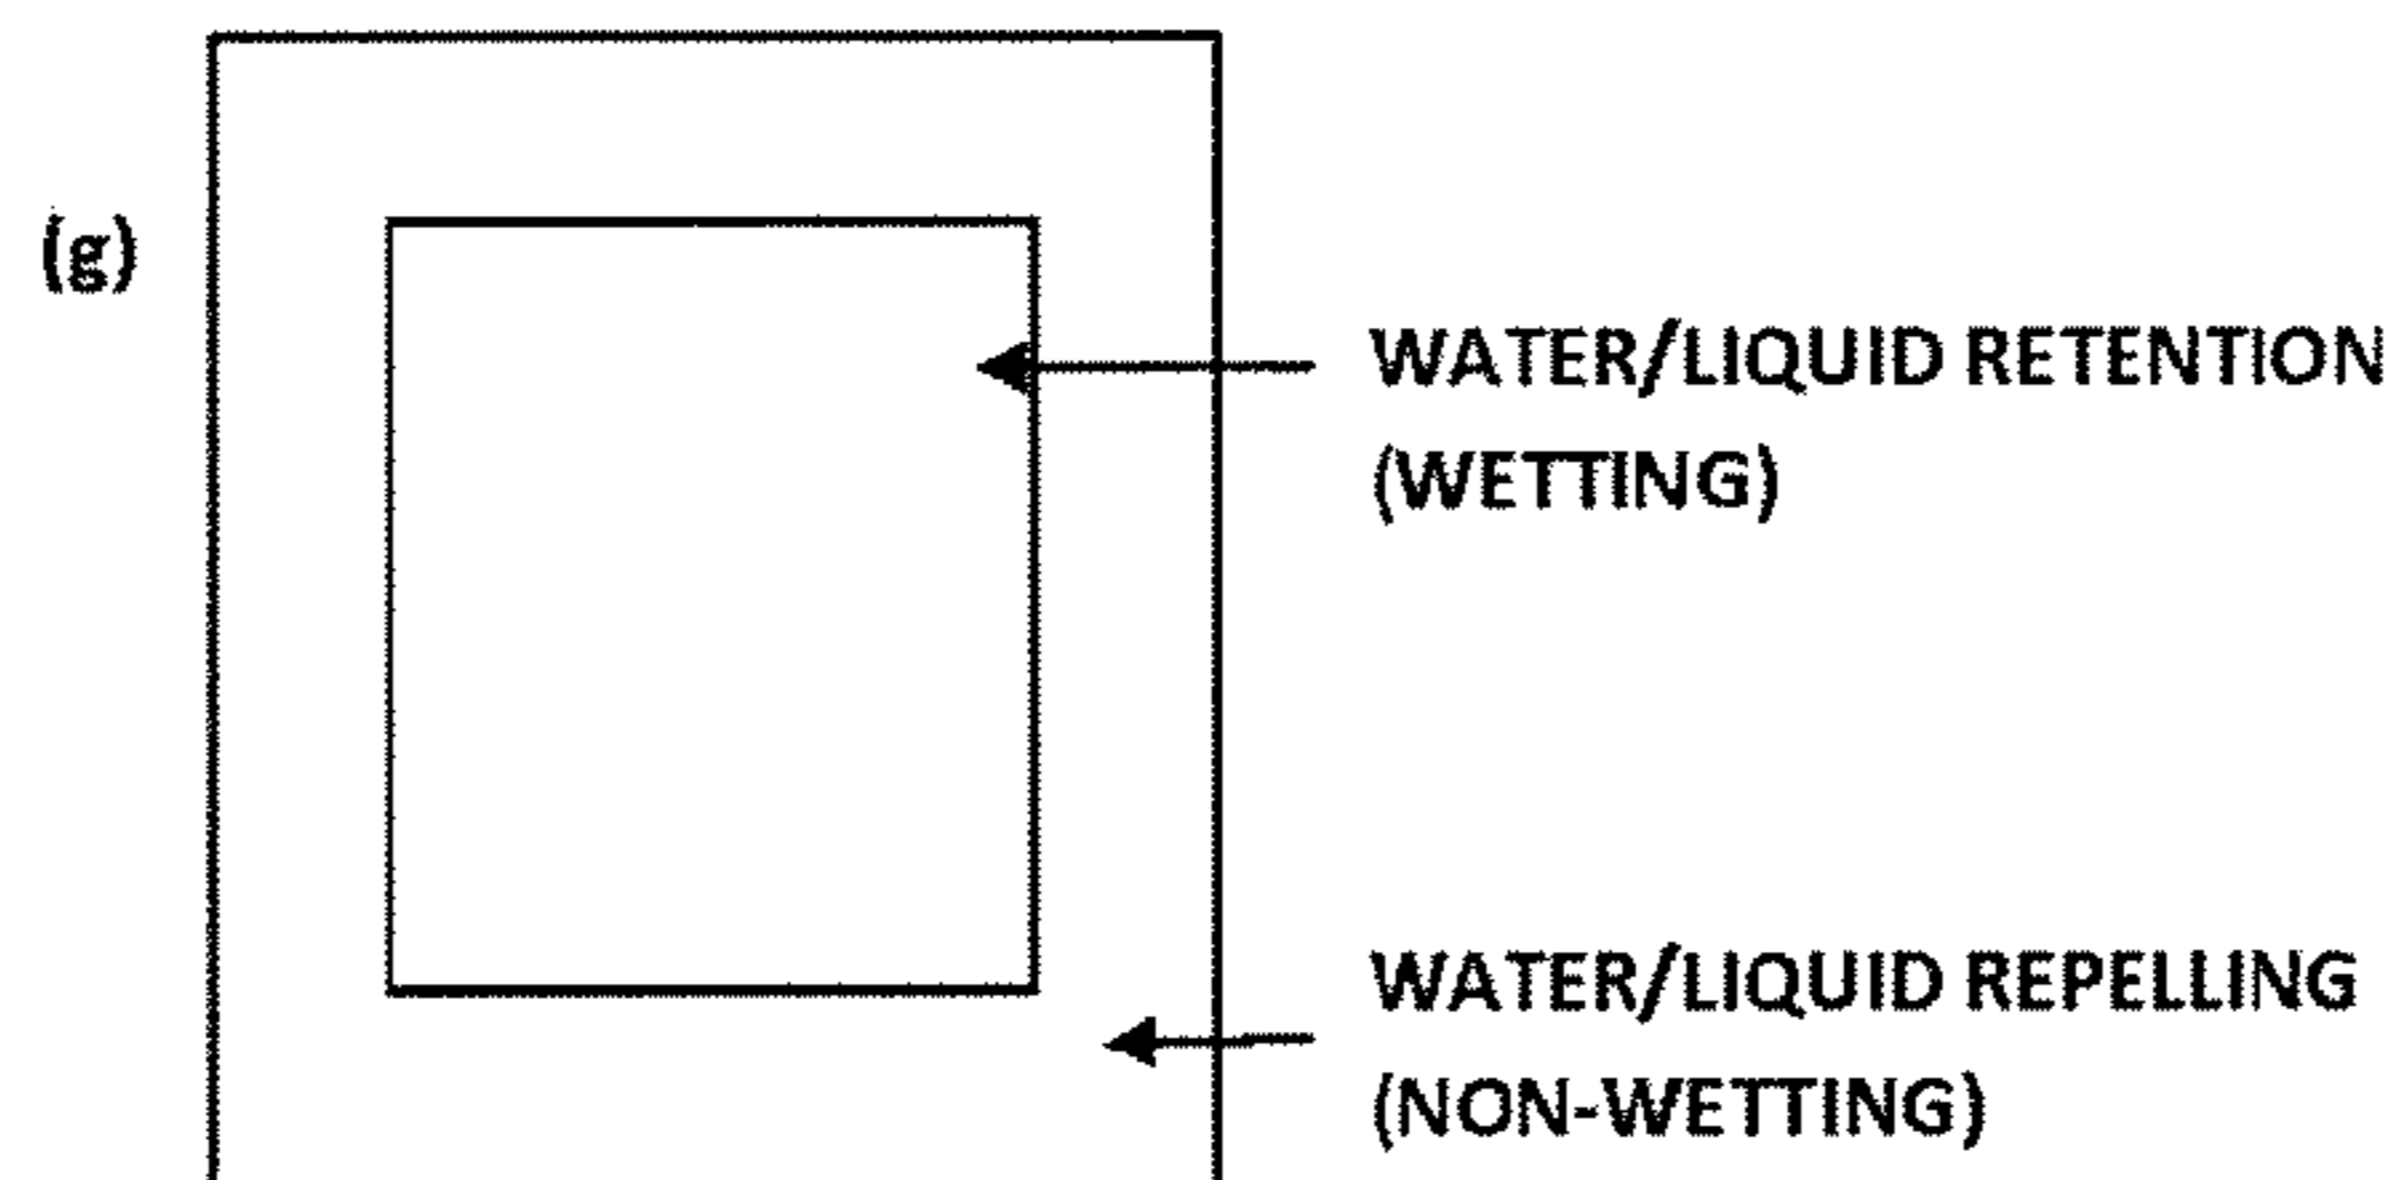 (g)
WATER/LIQUID RETENTION
(WETTING)
WATER/LIQUID REPELLING
(NON-WETTING)